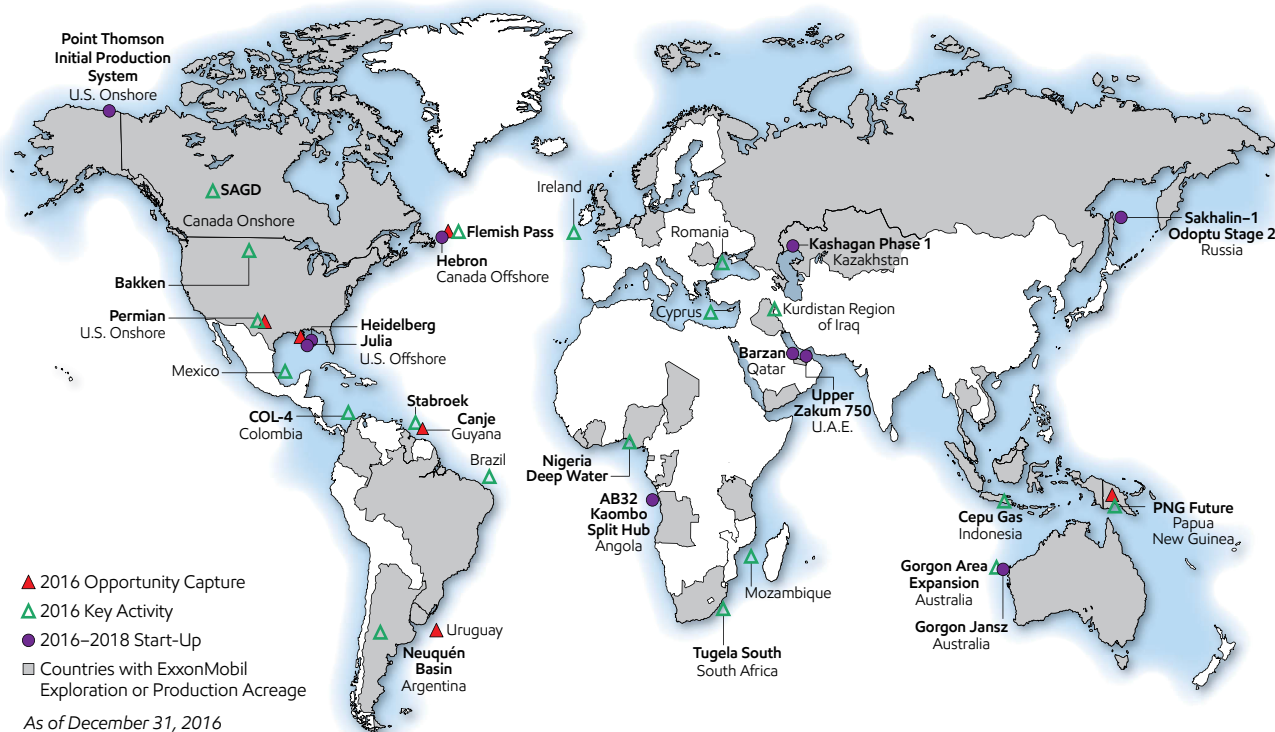 Point Thomson
Initial Production
System
U.S. Onshore
SAGD
Canada Onshore
Bakken
Permian
U.S. Onshore
Mexico
Heidelberg
Julia
U.S. Offshore
Flemish Pass
Hebron
Canada Offshore
COL-4
Colombia
Stabroek
Canje
Guyana
Brazil
Uruguay
Neuquén
Basin
Argentina
Ireland
Romania
Cyprus
Kashagan Phase 1
Kazakhstan
Kurdistan Region
of Iraq
Barzan
Qatar
Upper
Zakum 750
U.A.E.
Sakhalin–1
Odoptu Stage 2
Russia
Nigeria
Deep Water
AB32
Kaombo
Split Hub
Angola
Mozambique
Tugela South
South Africa
Cepu Gas
Indonesia
PNG Future
Papua
New Guinea
Gorgon Area
Expansion
Australia
Gorgon Jansz
Australia
2016 Opportunity Capture
2016 Key Activity
2016–2018 Start-Up
Countries with ExxonMobil
Exploration or Production Acreage
As of December 31, 2016